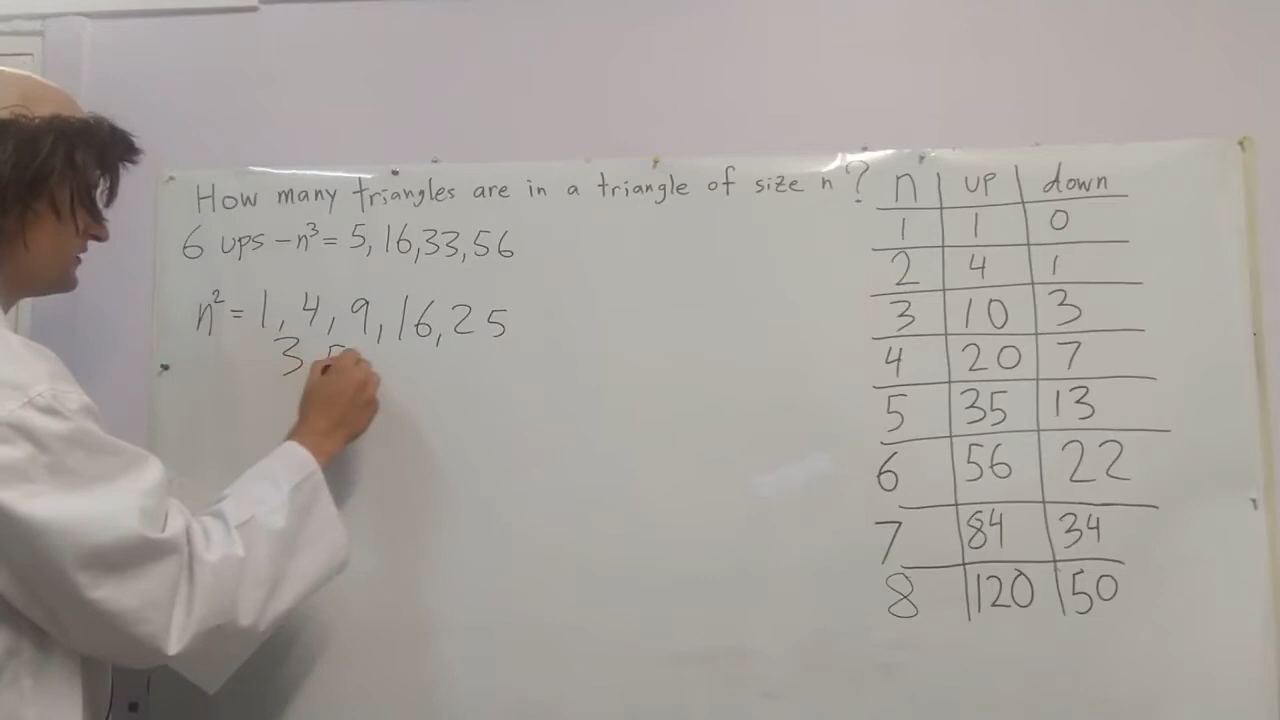 How many triangles are in a triangle of size n?
6 ups - n³ = 5, 16, 33, 56
n² = 1, 4, 9, 16, 25
3 5
n up down
1 1 0
2 4 1
3 10 3
4 20 7
5 35 13
6 56 22
7 84 34
8 120 50